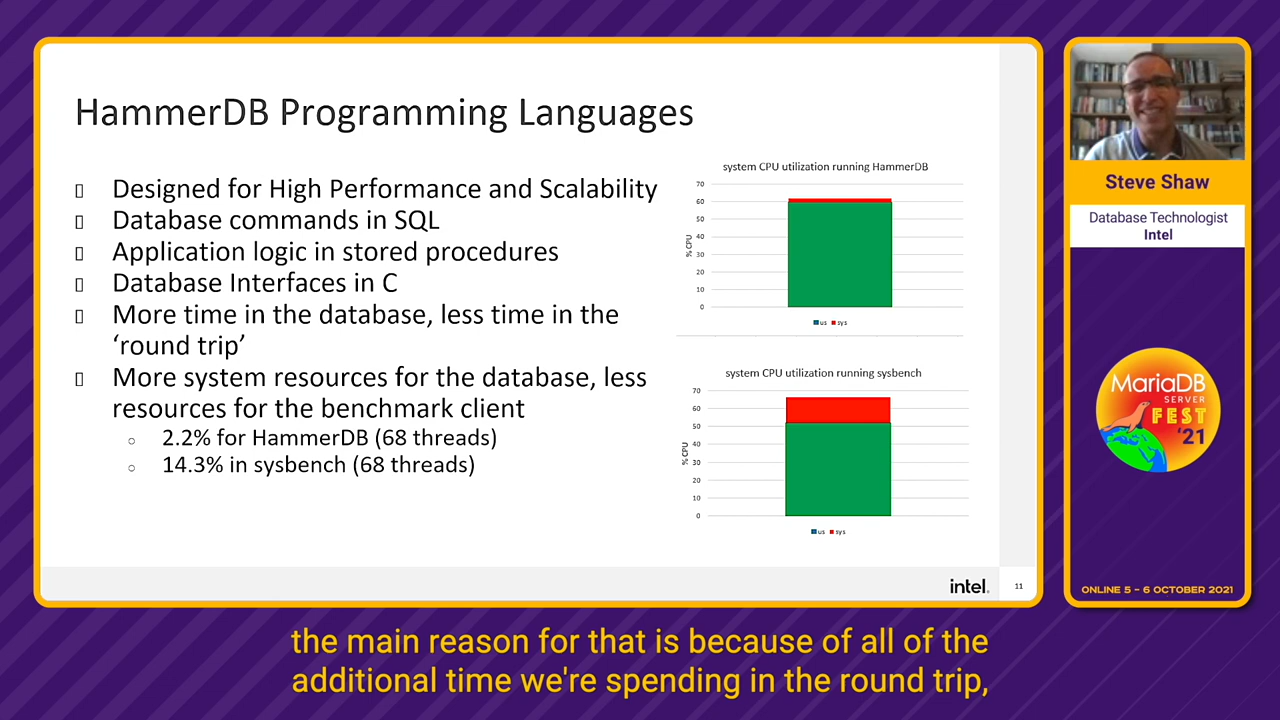 HammerDB Programming Languages
Designed for High Performance and Scalability
Database commands in SQL
Application logic in stored procedures
Database Interfaces in C
More time in the database, less time in the
‘round trip’
More system resources for the database, less
resources for the benchmark client
2.2% for HammerDB (68 threads)
14.3% in sysbench (68 threads)
system CPU utilization running HammerDB
70
60
50
40
30
20
10
0
% CPU
us sys
system CPU utilization running sysbench
70
60
50
40
30
20
10
0
% CPU
us sys
intel.
11
Steve Shaw
Database Technologist
Intel
MariaDB
SERVER
FEST
'21
ONLINE 5 - 6 OCTOBER 2021
the main reason for that is because of all of the
additional time we're spending in the round trip,